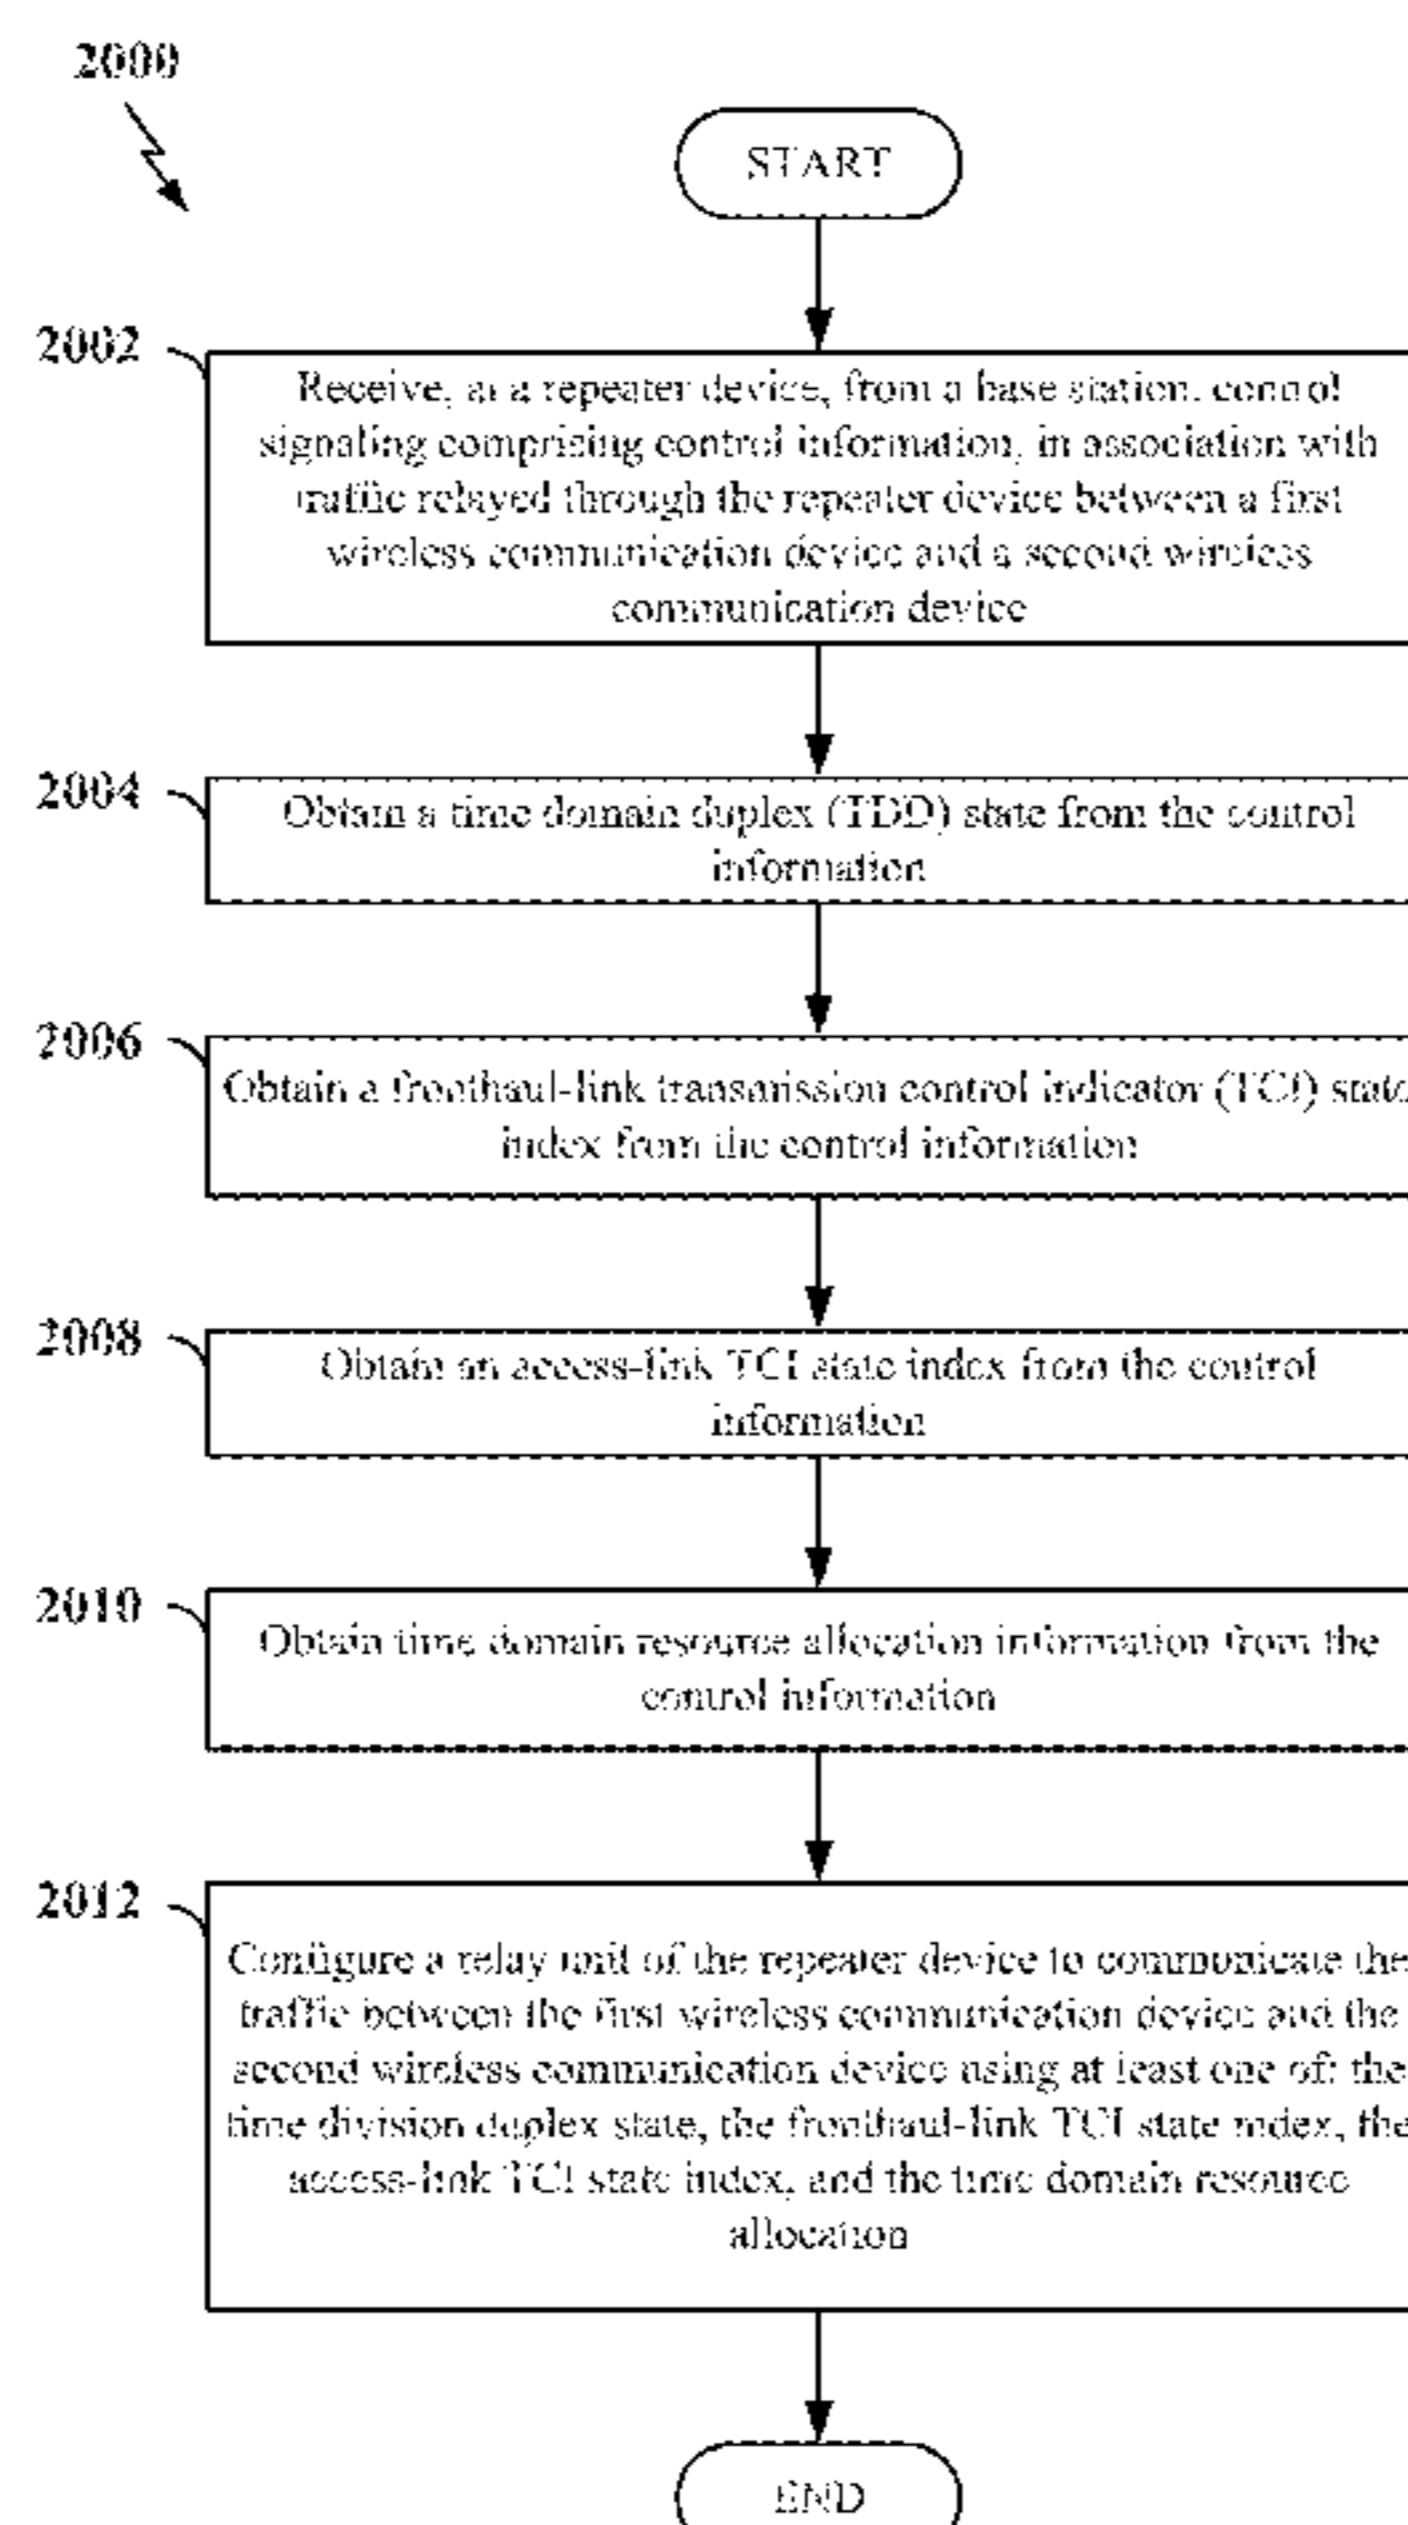 2000
START
2002
Receive, at a repeater device, from a base station, control
signaling comprising control information, in association with
traffic relayed through the repeater device between a first
wireless communication device and a second wireless
communication device
2004
Obtain a time domain duplex (TDD) state from the control
information
2006
Obtain a fronthaul-link transmission control indicator (TCI) state
index from the control information
2008
Obtain an access-link TCI state index from the control
information
2010
Obtain time domain resource allocation information from the
control information
2012
Configure a relay unit of the repeater device to communicate the
traffic between the first wireless communication device and the
second wireless communication device using at least one of: the
time division duplex state, the fronthaul-link TCI state index, the
access-link TCI state index, and the time domain resource
allocation
END